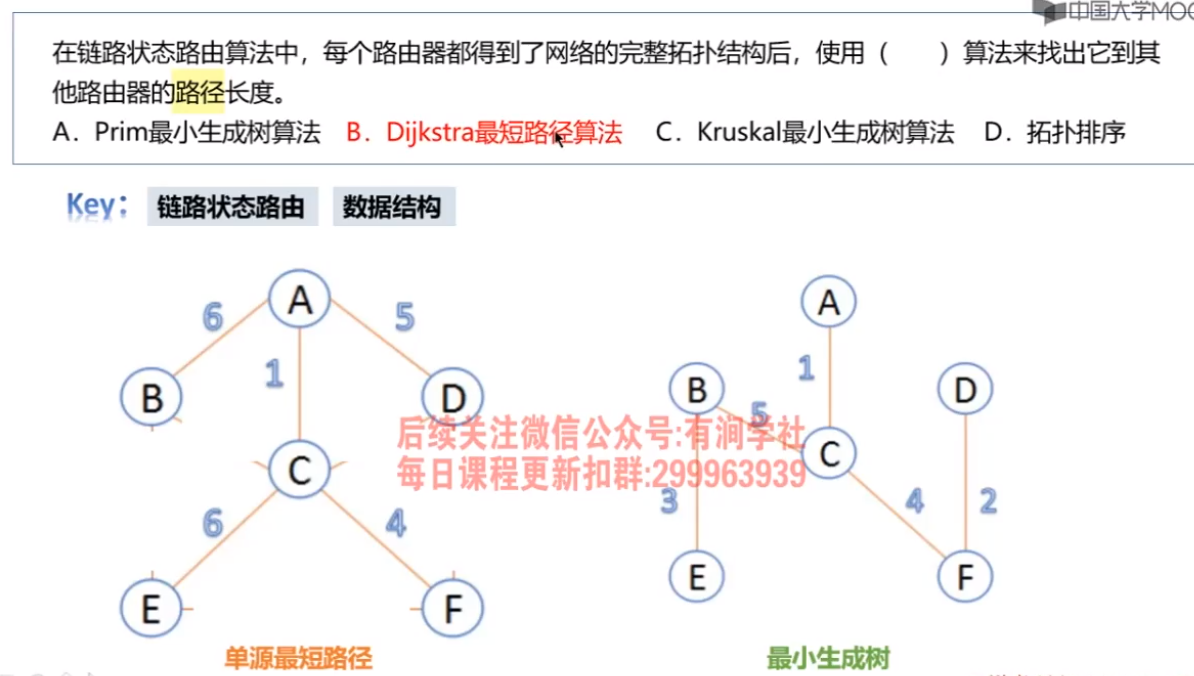 中国大学MOO
在链路状态路由算法中，每个路由器都得到了网络的完整拓扑结构后，使用（　　）算法来找出它到其
他路由器的路径长度。
A．Prim最小生成树算法　B．Dijkstra最短路径算法　C．Kruskal最小生成树算法　D．拓扑排序
Key： 链路状态路由 数据结构
A
6 5
1
B D
C
6 4
E F
单源最短路径
A
1
B D
5
C
3 4 2
E F
最小生成树
后续关注微信公众号:有涧学社
每日课程更新扣群:299963939